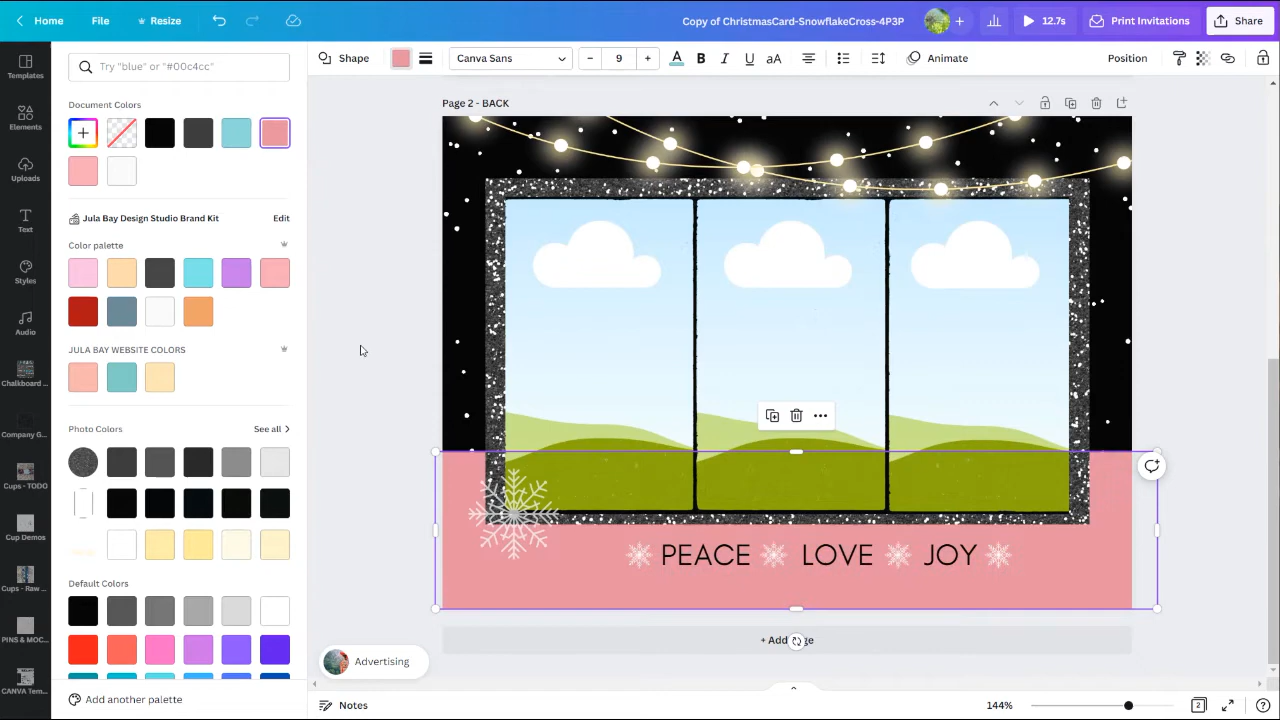 Home
File
Resize
Copy of ChristmasCard-SnowflakeCross-4P3P
12.7s
Print Invitations
Share
Try "blue" or "#00c4cc"
Shape
Canva Sans
9
B
I
U
aA
Animate
Position
Templates
Elements
Uploads
Text
Styles
Audio
Chalkboard ...
Company G...
Cups - TODO
Cup Demos
Cups - Raw ...
PINS & MOC...
CANVA Tem...
Document Colors
Jula Bay Design Studio Brand Kit
Edit
Color palette
JULA BAY WEBSITE COLORS
Photo Colors
See all
Default Colors
Add another palette
Page 2 - BACK
PEACE LOVE JOY
+ Add
ge
Advertising
Notes
144%
2